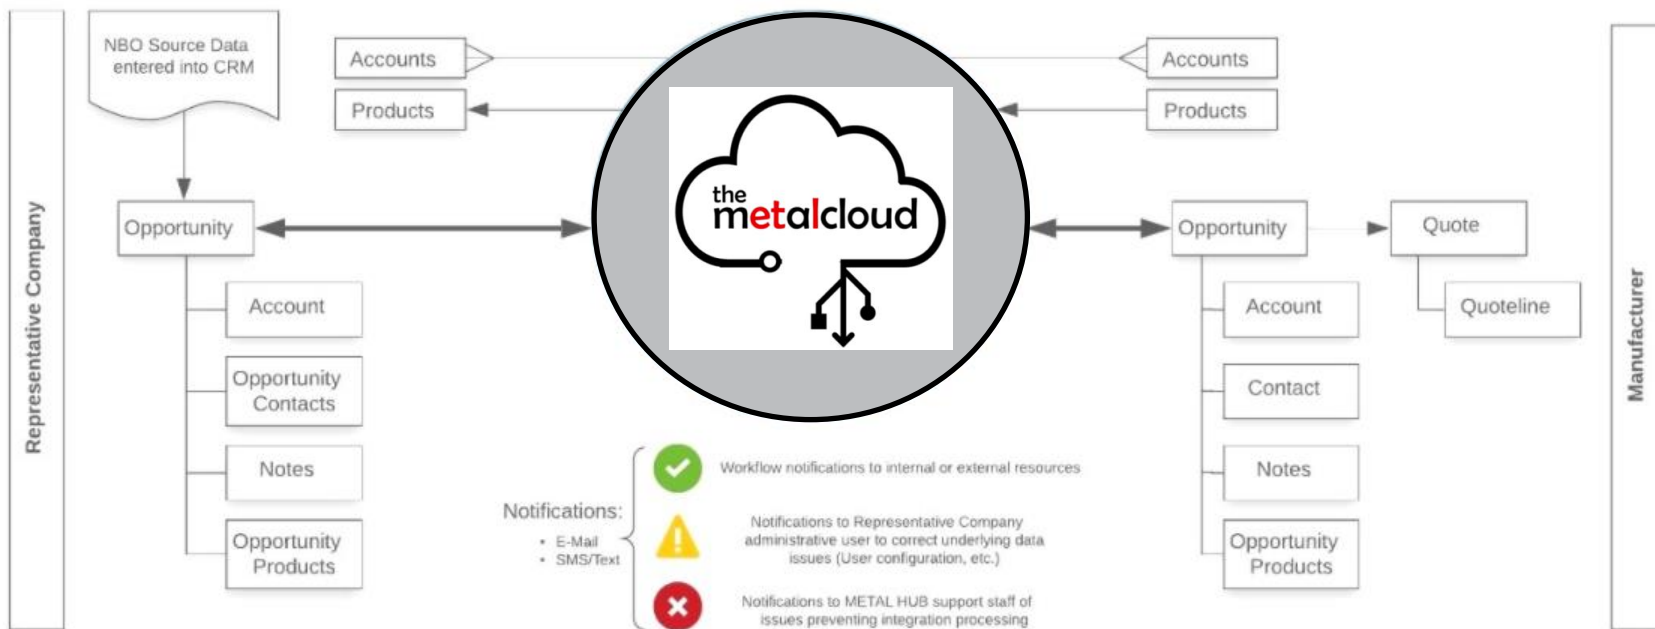 Representative Company
NBO Source Data
entered into CRM
Opportunity
Account
Opportunity
Contacts
Notes
Opportunity
Products
Accounts
Products
the
metalcloud
Accounts
Products
Opportunity
Quote
Quoteline
Account
Contact
Notes
Opportunity
Products
Manufacturer
Notifications:
• E-Mail
• SMS/Text
Workflow notifications to internal or external resources
Notifications to Representative Company
administrative user to correct underlying data
issues (User configuration, etc.)
Notifications to METAL HUB support staff of
issues preventing integration processing